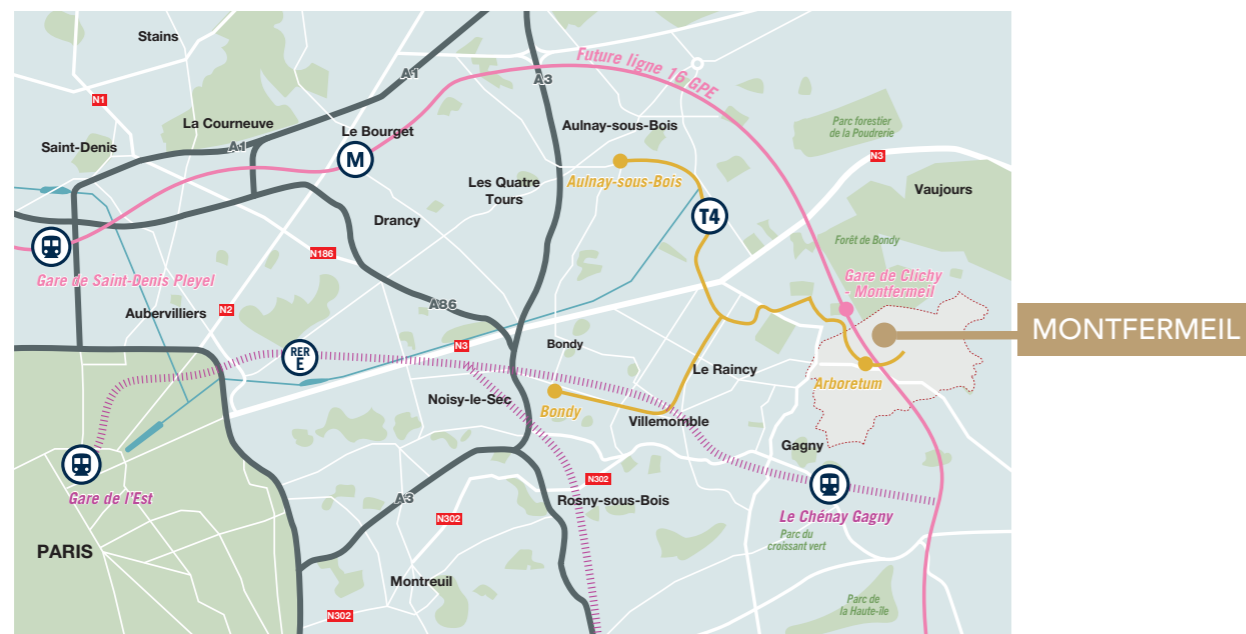 Stains
A1
A3
Future ligne 16 GPE
N1
La Courneuve
Le Bourget
Aulnay-sous-Bois
Parc forestier
de la Poudrerie
Saint-Denis
A1
M
N3
Les Quatre
Tours
Aulnay-sous-Bois
Vaujours
Drancy
T4
Forêt de Bondy
N186
Gare de Saint-Denis Pleyel
Gare de Clichy
- Montfermeil
A86
Aubervilliers
N2
MONTFERMEIL
RER
E
N3
Bondy
Le Raincy
Arboretum
Noisy-le-Sec
Bondy
Villemomble
Gagny
Gare de l'Est
A3
N302
Rosny-sous-Bois
Le Chénay Gagny
N302
Parc du
croissant vert
PARIS
Montreuil
Parc de
la Haute-île
N302